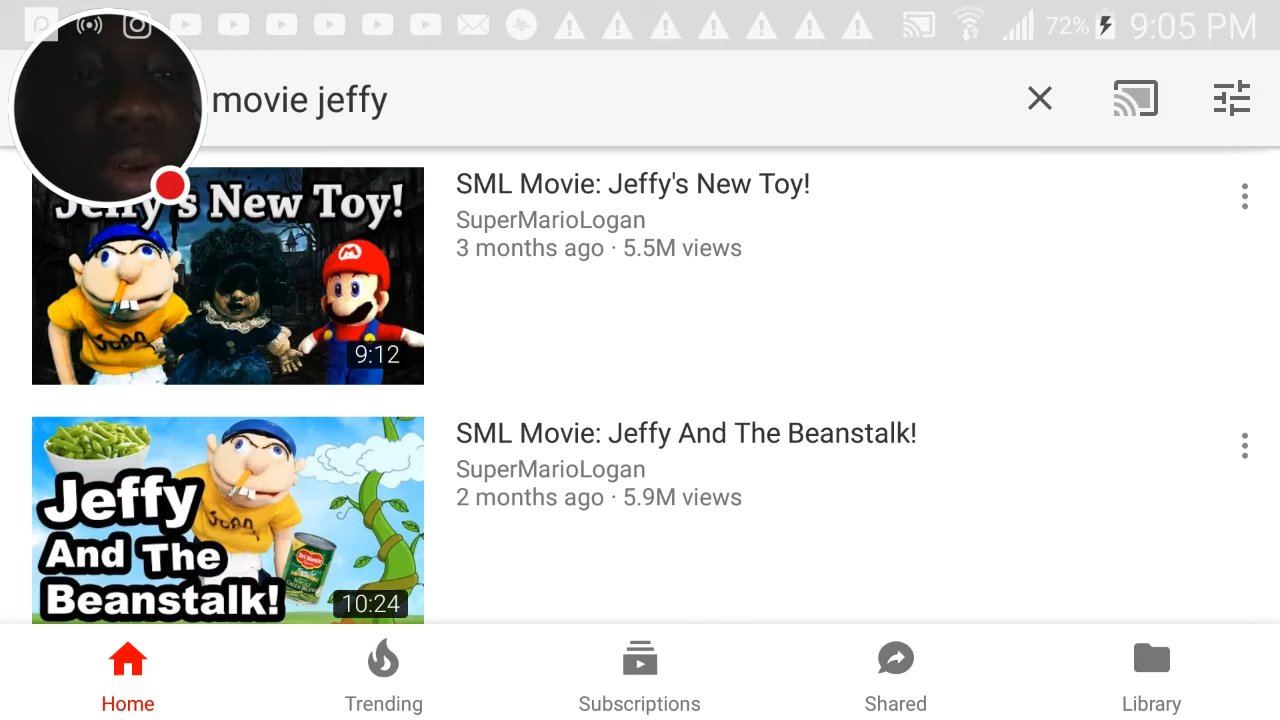 72% 9:05 PM
movie jeffy
Jeffy's New Toy!
9:12
SML Movie: Jeffy's New Toy!
SuperMarioLogan
3 months ago · 5.5M views
Jeffy
And The
Beanstalk!
10:24
SML Movie: Jeffy And The Beanstalk!
SuperMarioLogan
2 months ago · 5.9M views
Home
Trending
Subscriptions
Shared
Library